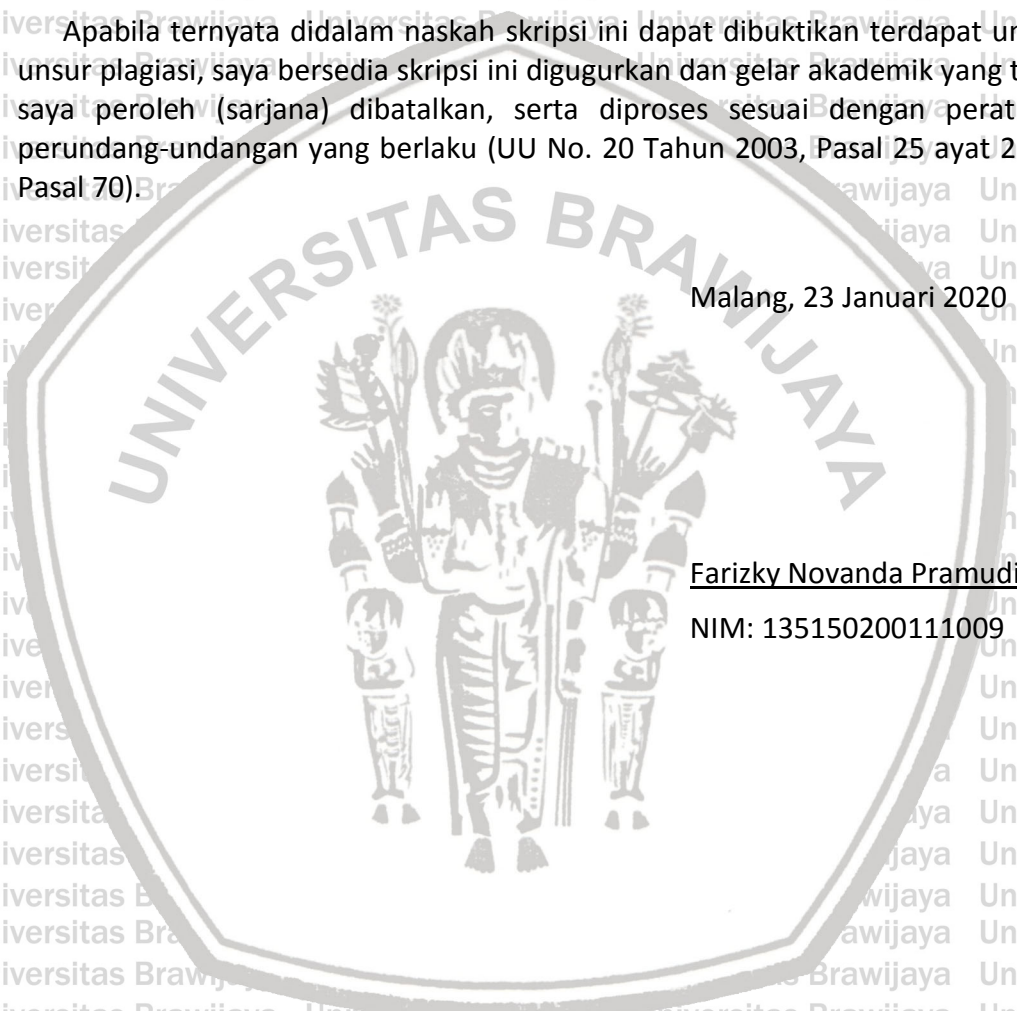 Apabila ternyata didalam naskah skripsi ini dapat dibuktikan terdapat
unsur plagiasi, saya bersedia skripsi ini digugurkan dan gelar akademik yang
saya peroleh (sarjana) dibatalkan, serta diproses sesuai dengan
perundang-undangan yang berlaku (UU No. 20 Tahun 2003, Pasal 25 ayat 2
Pasal 70).
UNIVERSITAS BRAWIJAYA
Malang, 23 Januari 2020
Farizky Novanda Pramudi
NIM: 135150200111009